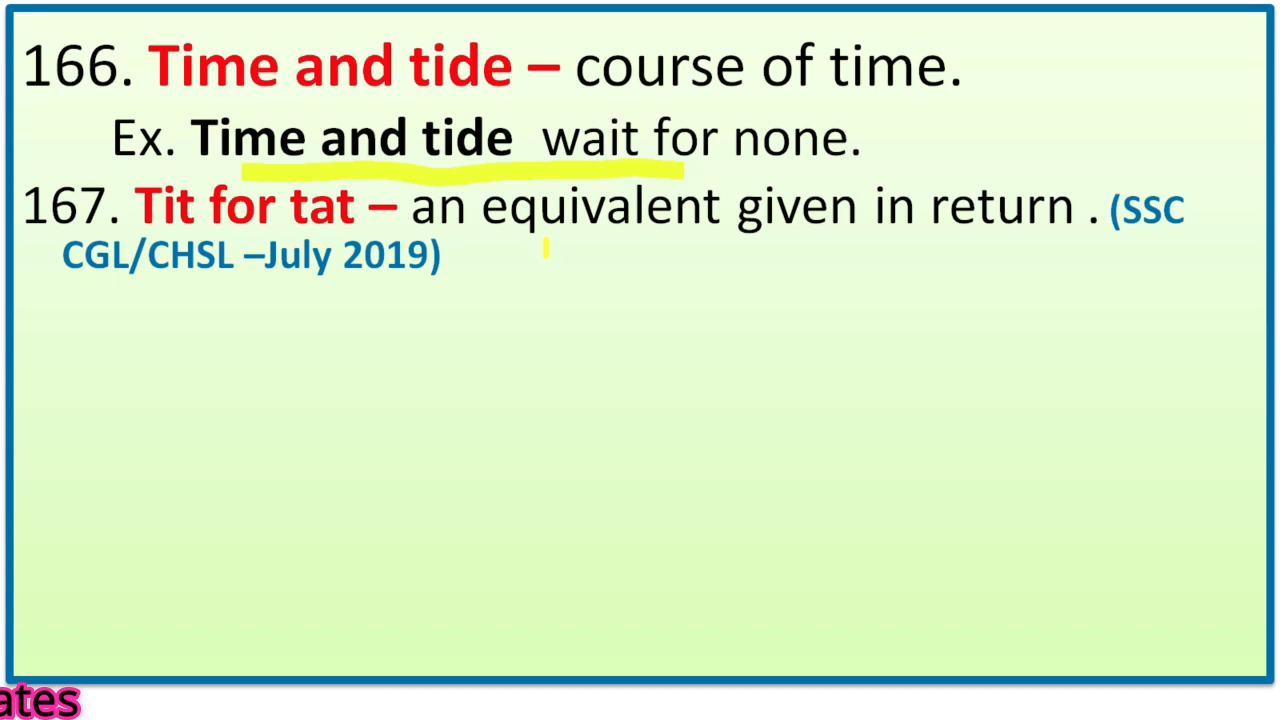 166. Time and tide – course of time.
Ex. Time and tide wait for none.
167. Tit for tat – an equivalent given in return . (SSC
CGL/CHSL –July 2019)
ates